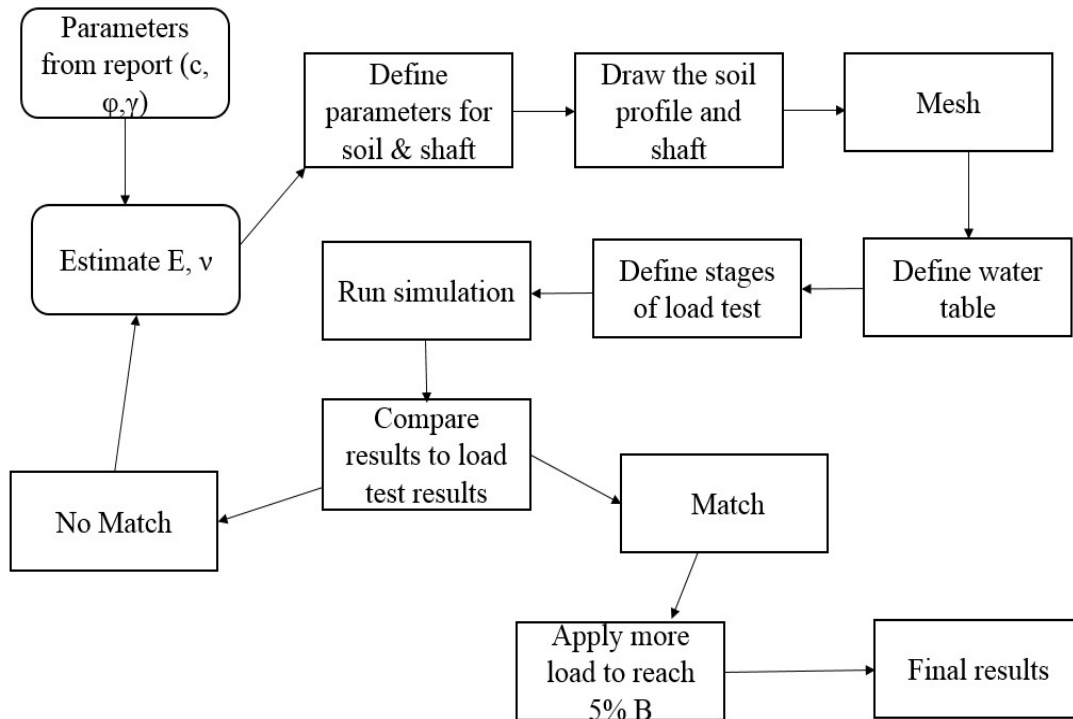 Parameters
from report (c,
φ,γ)
Estimate E, ν
Define
parameters for
soil & shaft
Draw the soil
profile and
shaft
Mesh
Define water
table
Define stages
of load test
Run simulation
Compare
results to load
test results
No Match
Match
Apply more
load to reach
5% B
Final results